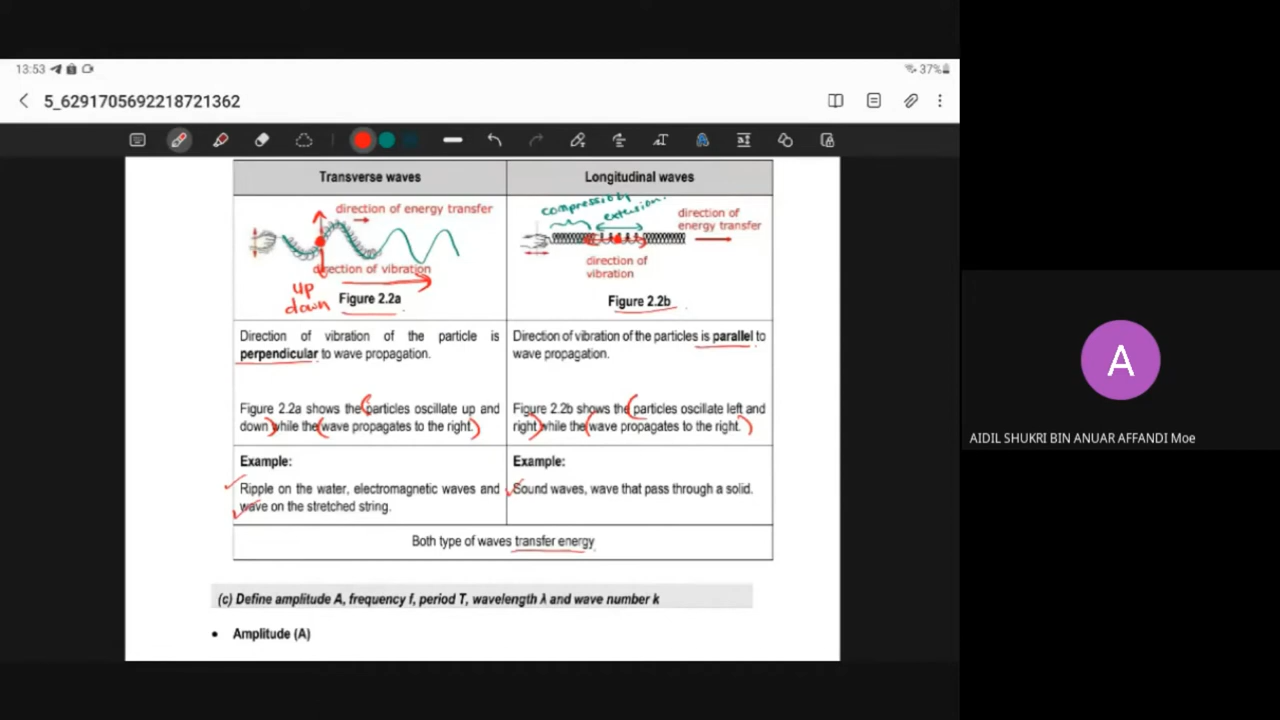 13:53
37%
5_6291705692218721362
Transverse waves
Longitudinal waves
direction of energy transfer
direction of vibration
up
down
Figure 2.2a
compression
extension
direction of
energy transfer
direction of
vibration
Figure 2.2b
Direction of vibration of the particle is
perpendicular to wave propagation.
Figure 2.2a shows the particles oscillate up and
down while the wave propagates to the right.
Direction of vibration of the particles is parallel to
wave propagation.
Figure 2.2b shows the particles oscillate left and
right while the wave propagates to the right.
Example:
Ripple on the water, electromagnetic waves and
wave on the stretched string.
Example:
Sound waves, wave that pass through a solid.
Both type of waves transfer energy
(c) Define amplitude A, frequency f, period T, wavelength λ and wave number k
• Amplitude (A)
A
AIDIL SHUKRI BIN ANUAR AFFANDI Moe